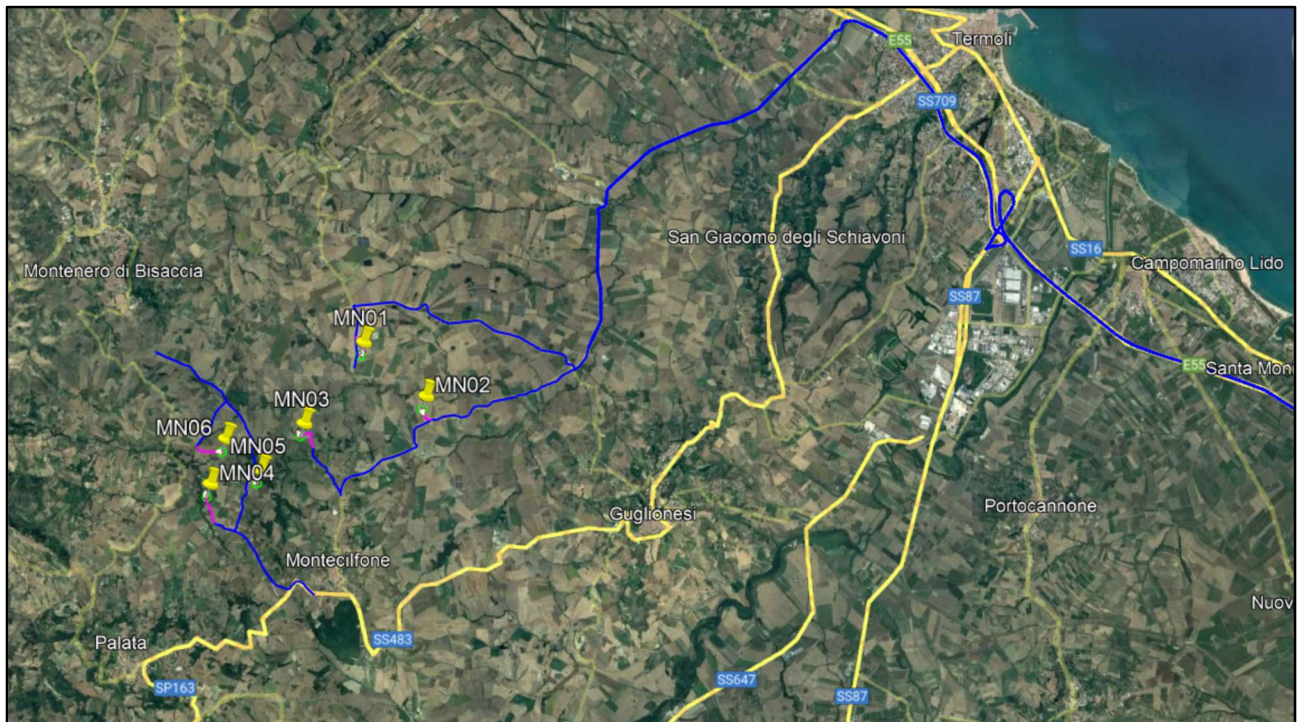 Termoli
E55
SS709
San Giacomo degli Schiavoni
SS16
Campomarino Lido
Montenero di Bisaccia
SS87
MN01
E55
Santa Mon
MN02
MN03
MN06
MN05
MN04
Portocannone
Guglionesi
Montecilfone
Nuov
SS483
Palata
SS647
SP163
SS87